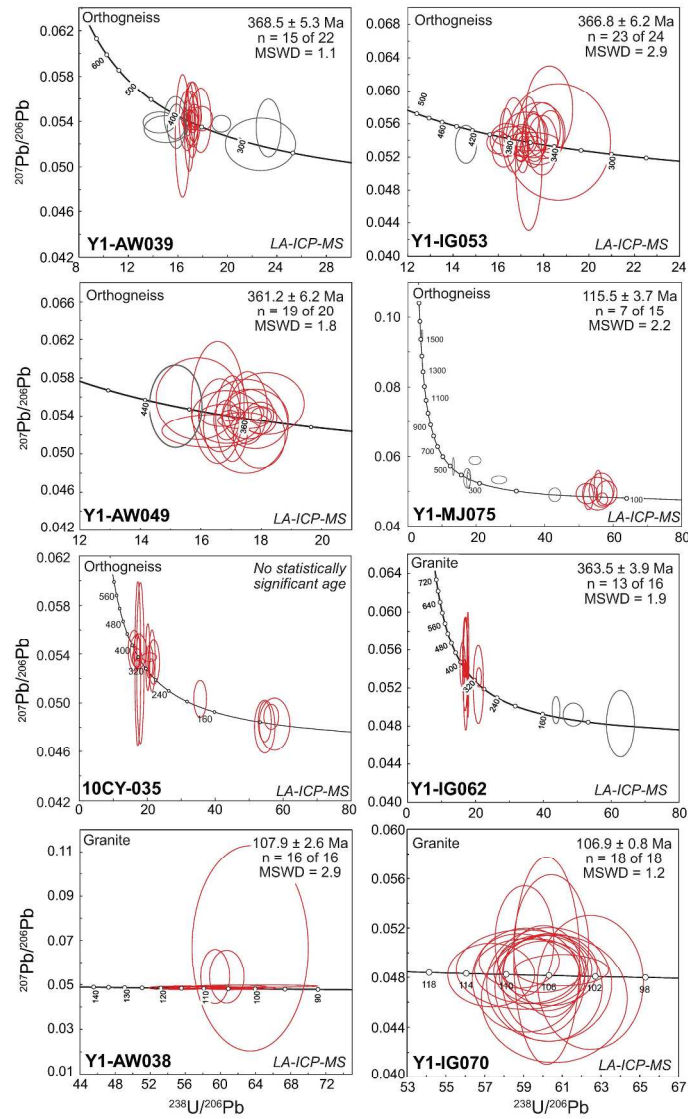 Orthogneiss
368.5 ± 5.3 Ma
n = 15 of 22
MSWD = 1.1
0.062
0.058
0.054
0.050
0.046
0.042
600
500
400
300
207Pb/206Pb
Y1-AW039
LA-ICP-MS
8 12 16 20 24 28
Orthogneiss
366.8 ± 6.2 Ma
n = 23 of 24
MSWD = 2.9
0.064
0.060
0.056
0.052
0.048
0.044
0.040
500
460
420
380
340
300
Y1-IG053
LA-ICP-MS
12 14 16 18 20 22 24
Orthogneiss
361.2 ± 6.2 Ma
n = 19 of 20
MSWD = 1.8
0.066
0.062
0.058
0.054
0.050
0.046
0.042
440
360
207Pb/206Pb
Y1-AW049
LA-ICP-MS
12 14 16 18 20
Orthogneiss
115.5 ± 3.7 Ma
n = 7 of 15
MSWD = 2.2
0.10
0.08
0.06
0.04
1500
1300
1100
900
700
500
300
100
Y1-MJ075
LA-ICP-MS
0 20 40 60 80
Orthogneiss
No statistically
significant age
0.062
0.058
0.054
0.050
0.046
0.042
560
480
400
320
240
160
207Pb/206Pb
10CY-035
LA-ICP-MS
0 20 40 60 80
Granite
363.5 ± 3.9 Ma
n = 13 of 16
MSWD = 1.9
0.064
0.060
0.056
0.052
0.048
0.044
0.040
720
640
560
480
400
320
240
160
Y1-IG062
LA-ICP-MS
0 20 40 60 80
Granite
107.9 ± 2.6 Ma
n = 16 of 16
MSWD = 2.9
0.11
0.09
0.07
0.05
0.03
0.01
140
130
120
110
100
90
207Pb/206Pb
Y1-AW038
LA-ICP-MS
44 48 52 56 60 64 68 72
238U/206Pb
Granite
106.9 ± 0.8 Ma
n = 18 of 18
MSWD = 1.2
0.060
0.056
0.052
0.048
0.044
0.040
118
114
110
106
102
98
Y1-IG070
LA-ICP-MS
53 55 57 59 61 63 65 67
238U/206Pb